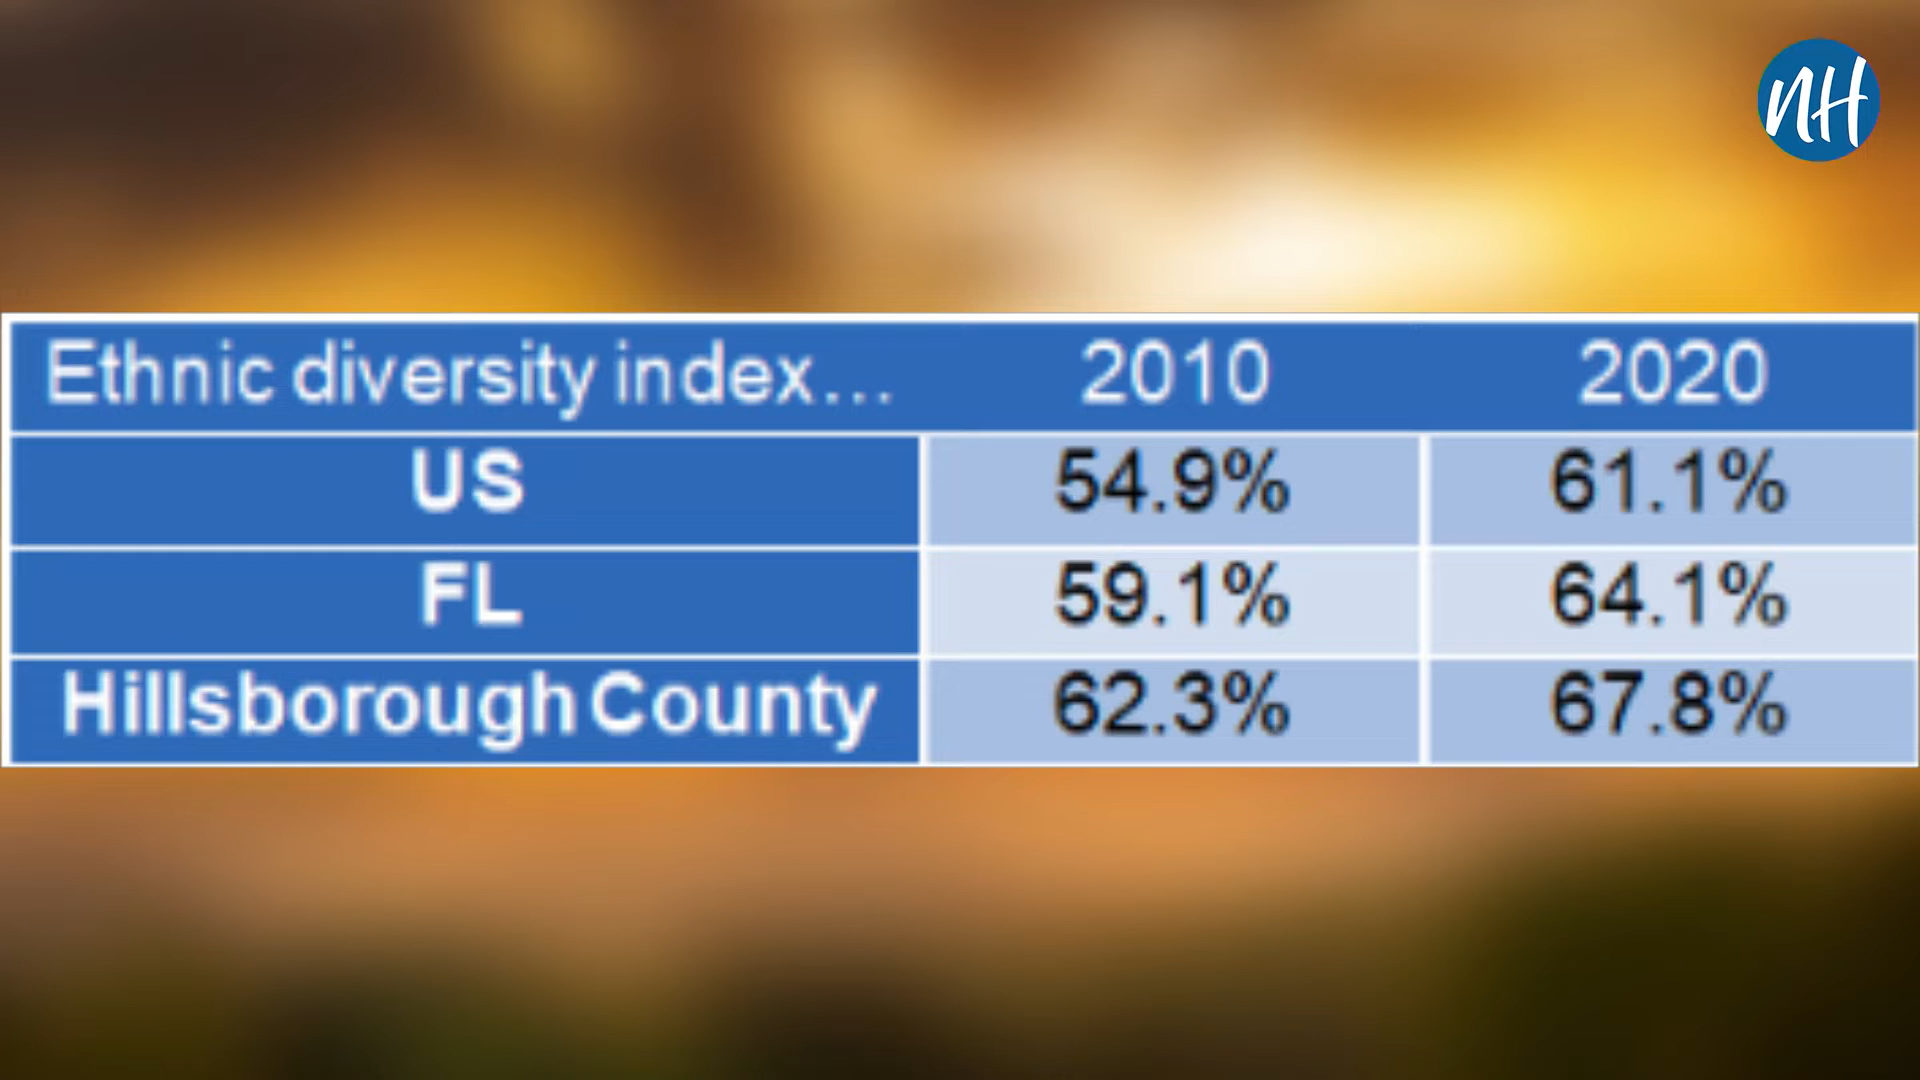 NH
Ethnic diversity index... 2010 2020
US 54.9% 61.1%
FL 59.1% 64.1%
Hillsborough County 62.3% 67.8%